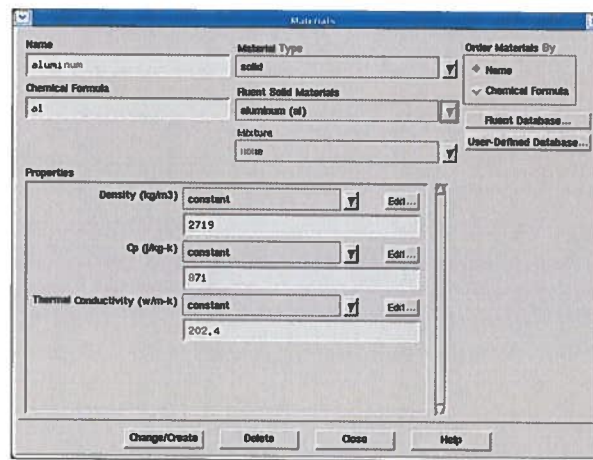 Materials
Name
aluminum
Material Type
solid
Order Materials By
Name
Chemical Formula
Chemical Formula
al
Fluent Solid Materials
aluminum (al)
Fluent Database...
User-Defined Database...
Mixture
none
Properties
Density (kg/m3)
constant
Edit...
2719
Cp (j/kg-k)
constant
Edit...
871
Thermal Conductivity (w/m-k)
constant
Edit...
202.4
Change/Create
Delete
Close
Help